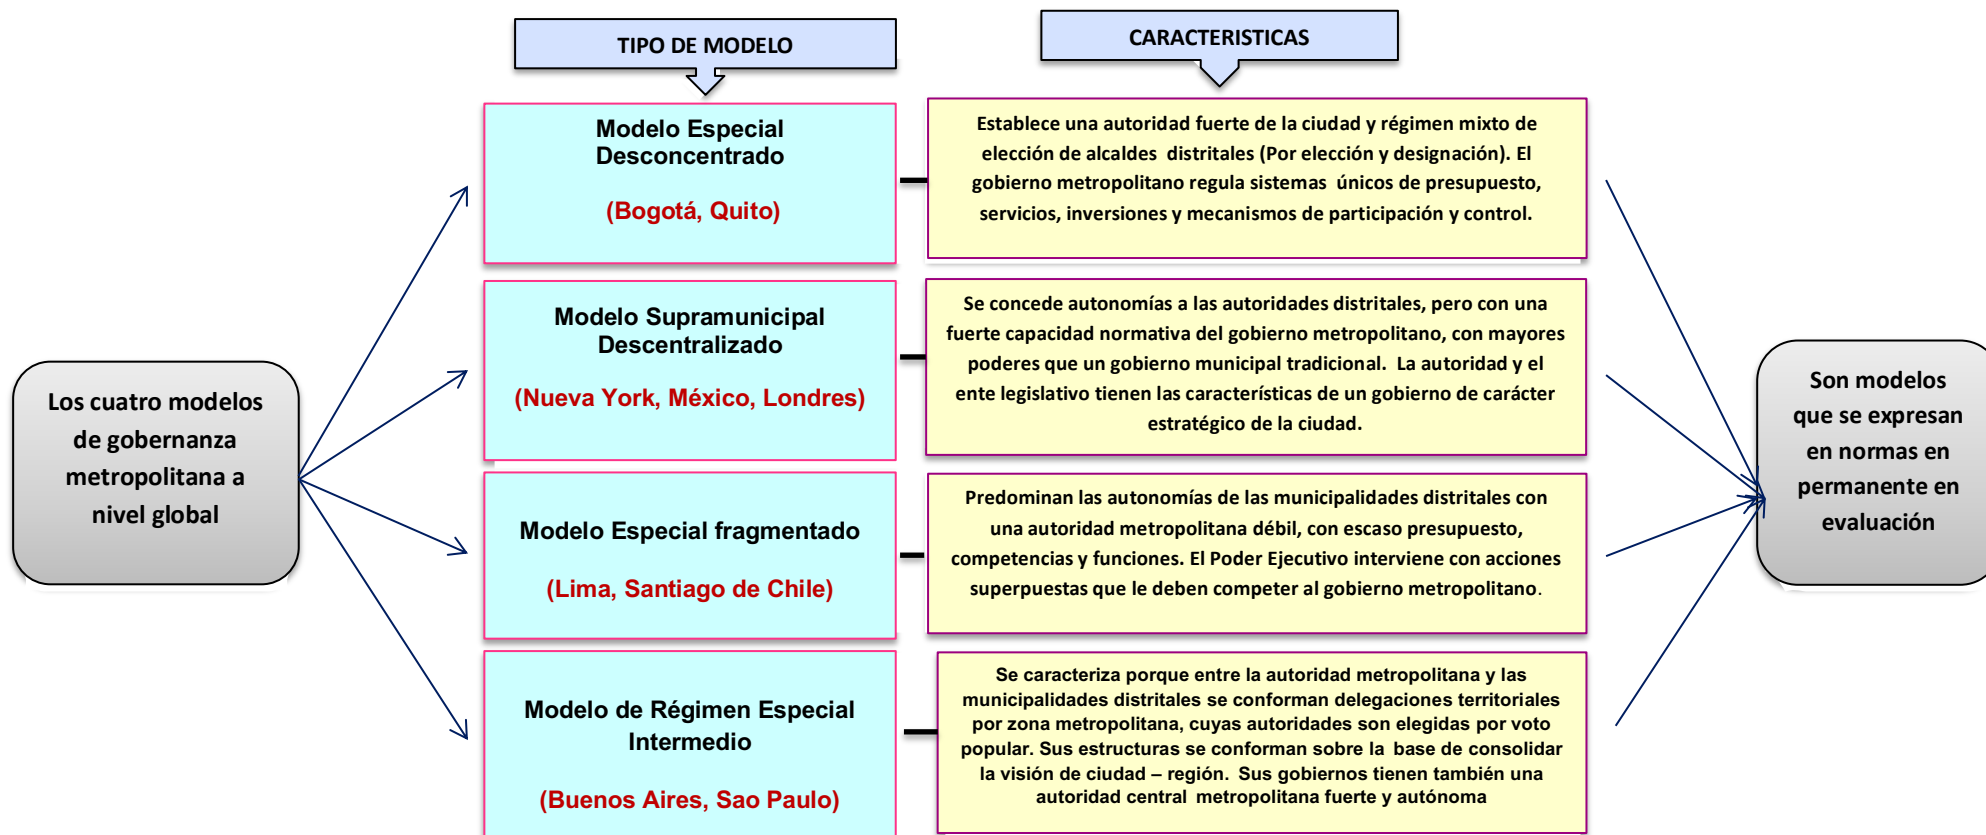 TIPO DE MODELO
CARACTERISTICAS
Los cuatro modelos
de gobernanza
metropolitana a
nivel global
Modelo Especial
Desconcentrado
(Bogotá, Quito)
Establece una autoridad fuerte de la ciudad y régimen mixto de
elección de alcaldes distritales (Por elección y designación). El
gobierno metropolitano regula sistemas únicos de presupuesto,
servicios, inversiones y mecanismos de participación y control.
Modelo Supramunicipal
Descentralizado
(Nueva York, México, Londres)
Se concede autonomías a las autoridades distritales, pero con una
fuerte capacidad normativa del gobierno metropolitano, con mayores
poderes que un gobierno municipal tradicional. La autoridad y el
ente legislativo tienen las características de un gobierno de carácter
estratégico de la ciudad.
Modelo Especial fragmentado
(Lima, Santiago de Chile)
Predominan las autonomías de las municipalidades distritales con
una autoridad metropolitana débil, con escaso presupuesto,
competencias y funciones. El Poder Ejecutivo interviene con acciones
superpuestas que le deben competer al gobierno metropolitano.
Modelo de Régimen Especial
Intermedio
(Buenos Aires, Sao Paulo)
Se caracteriza porque entre la autoridad metropolitana y las
municipalidades distritales se conforman delegaciones territoriales
por zona metropolitana, cuyas autoridades son elegidas por voto
popular. Sus estructuras se conforman sobre la base de consolidar
la visión de ciudad – región. Sus gobiernos tienen también una
autoridad central metropolitana fuerte y autónoma
Son modelos
que se expresan
en normas en
permanente en
evaluación